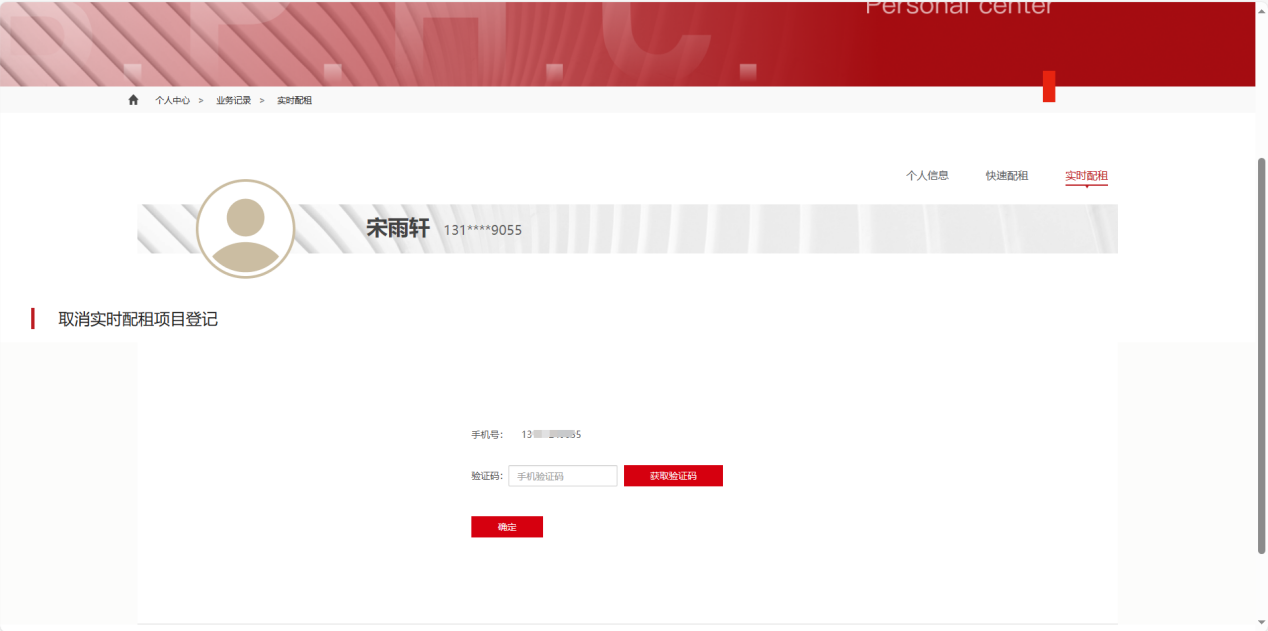 Personal center
B.P.H.C.
个人中心 > 业务记录 > 实时配租
个人信息 快速配租 实时配租
宋雨轩 131****9055
取消实时配租项目登记
手机号：
验证码： 手机验证码 获取验证码
确定